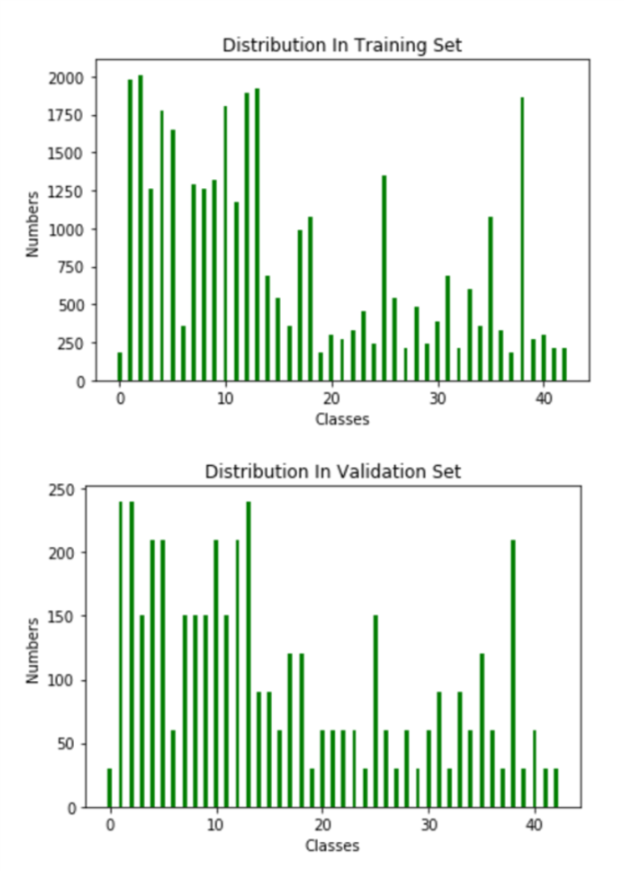 Distribution In Training Set
2000
1750
1500
1250
1000
750
500
250
0
Numbers
0 10 20 30 40
Classes
Distribution In Validation Set
250
200
150
100
50
0
Numbers
0 10 20 30 40
Classes